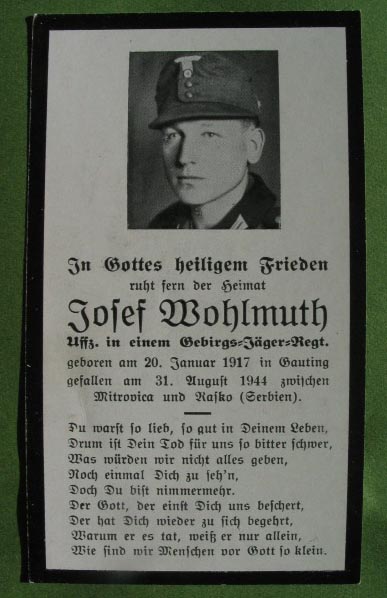 In Gottes heiligem Frieden
ruht fern der Heimat
Josef Wohlmuth
Uffz. in einem Gebirgs-Jäger-Regt.
geboren am 20. Januar 1917 in Gauting
gefallen am 31. August 1944 zwischen
Mitrovica und Rasko (Serbien).
Du warst so lieb, so gut in Deinem Leben,
Drum ist Dein Tod für uns so bitter schwer,
Was würden wir nicht alles geben,
Noch einmal Dich zu seh'n,
Doch Du bist nimmermehr.
Der Gott, der einst Dich uns beschert,
Der hat Dich wieder zu sich begehrt,
Warum er es tat, weiß er nur allein,
Wie sind wir Menschen vor Gott so klein.